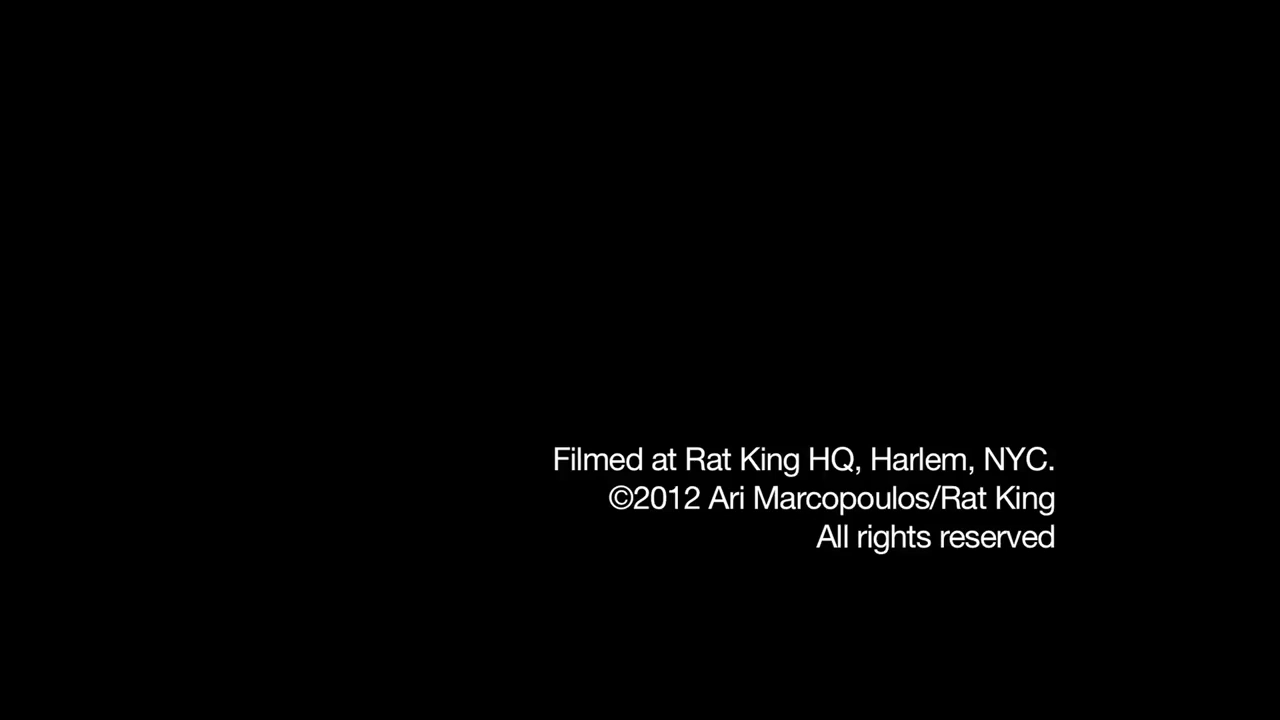 Filmed at Rat King HQ, Harlem, NYC.
©2012 Ari Marcopoulos/Rat King
All rights reserved